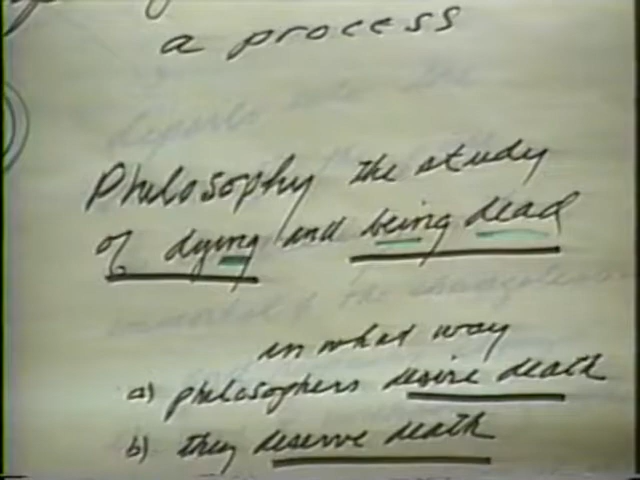 a process
Philosophy the study
of dying and being dead
in what way
a) philosophers desire death
b) they deserve death